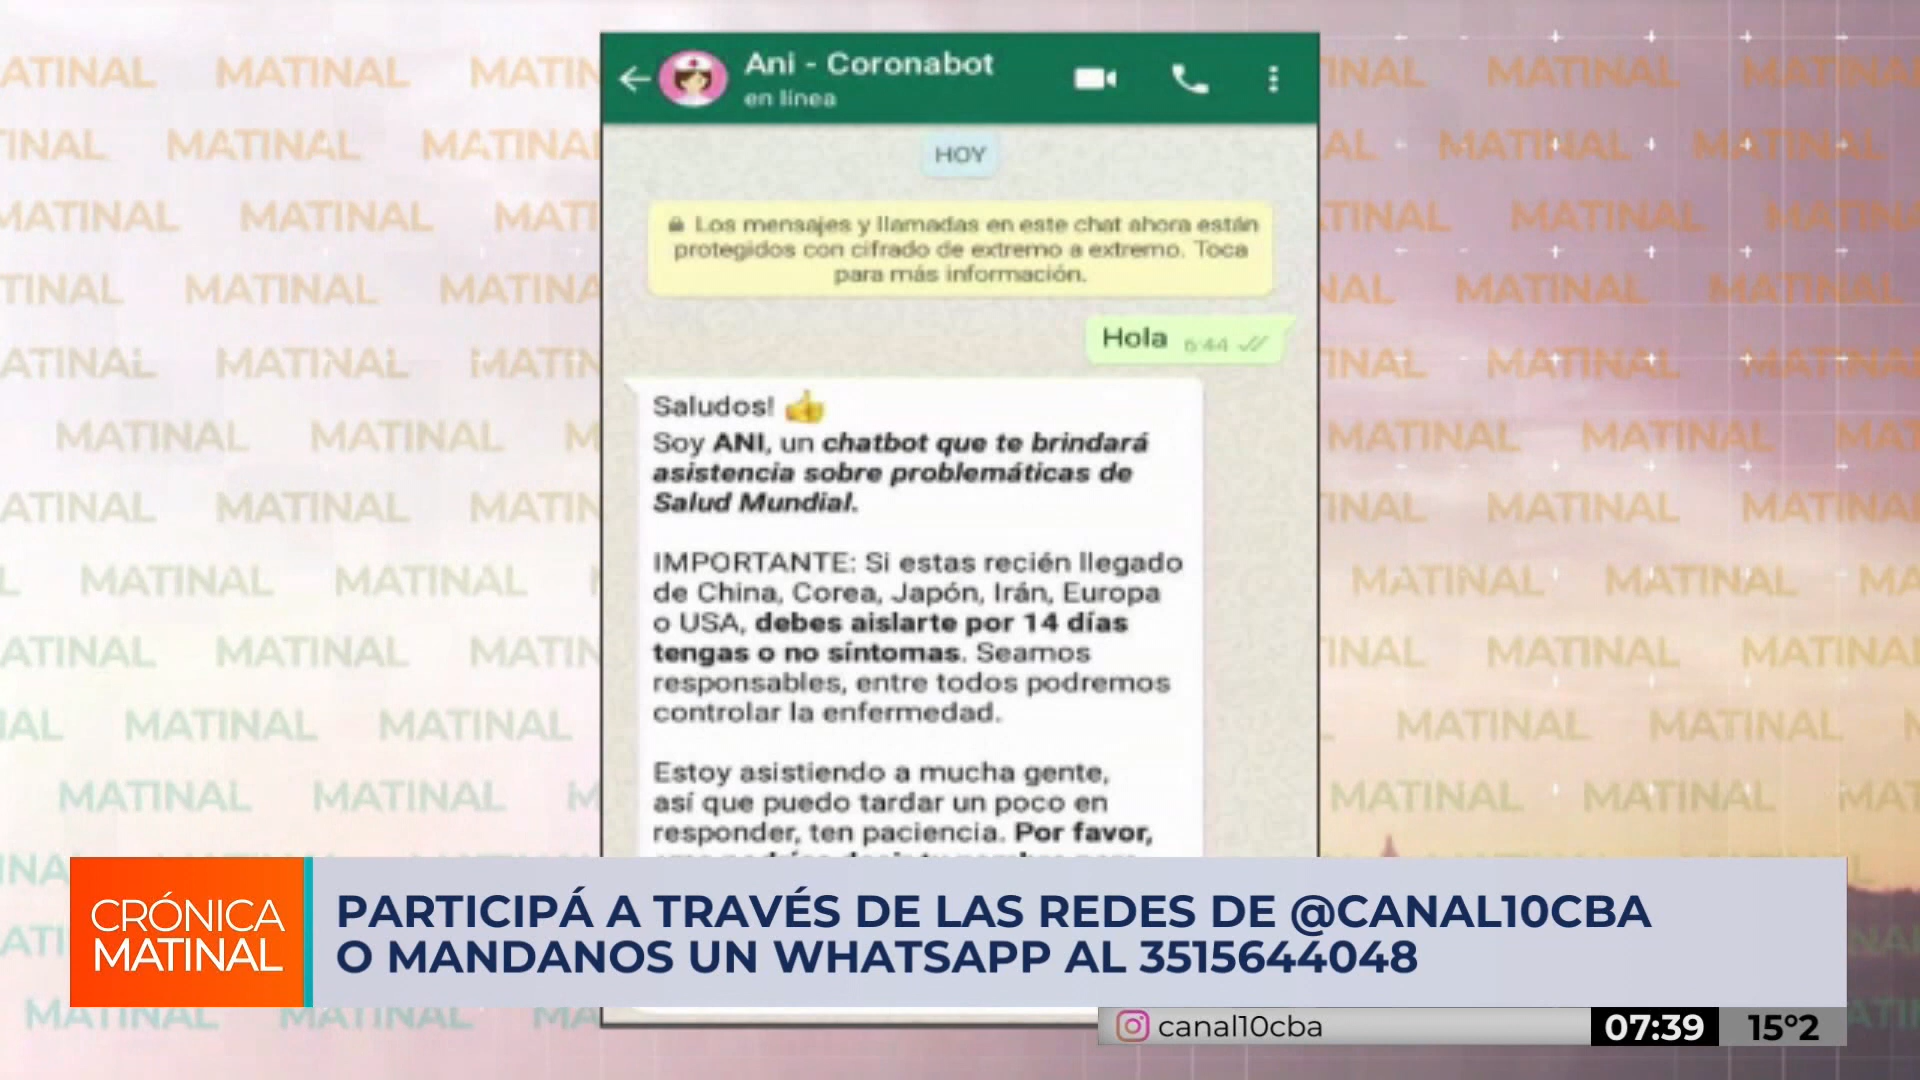 Ani - Coronabot
en línea
HOY
Los mensajes y llamadas en este chat ahora están
protegidos con cifrado de extremo a extremo. Toca
para más información.
Hola 6:44
Saludos!
Soy ANI, un chatbot que te brindará
asistencia sobre problemáticas de
Salud Mundial.
IMPORTANTE: Si estas recién llegado
de China, Corea, Japón, Irán, Europa
o USA, debes aislarte por 14 días
tengas o no síntomas. Seamos
responsables, entre todos podremos
controlar la enfermedad.
Estoy asistiendo a mucha gente,
así que puedo tardar un poco en
responder, ten paciencia. Por favor,
CRÓNICA
MATINAL
PARTICIPÁ A TRAVÉS DE LAS REDES DE @CANAL10CBA
O MANDANOS UN WHATSAPP AL 3515644048
canal10cba
07:39 15°2